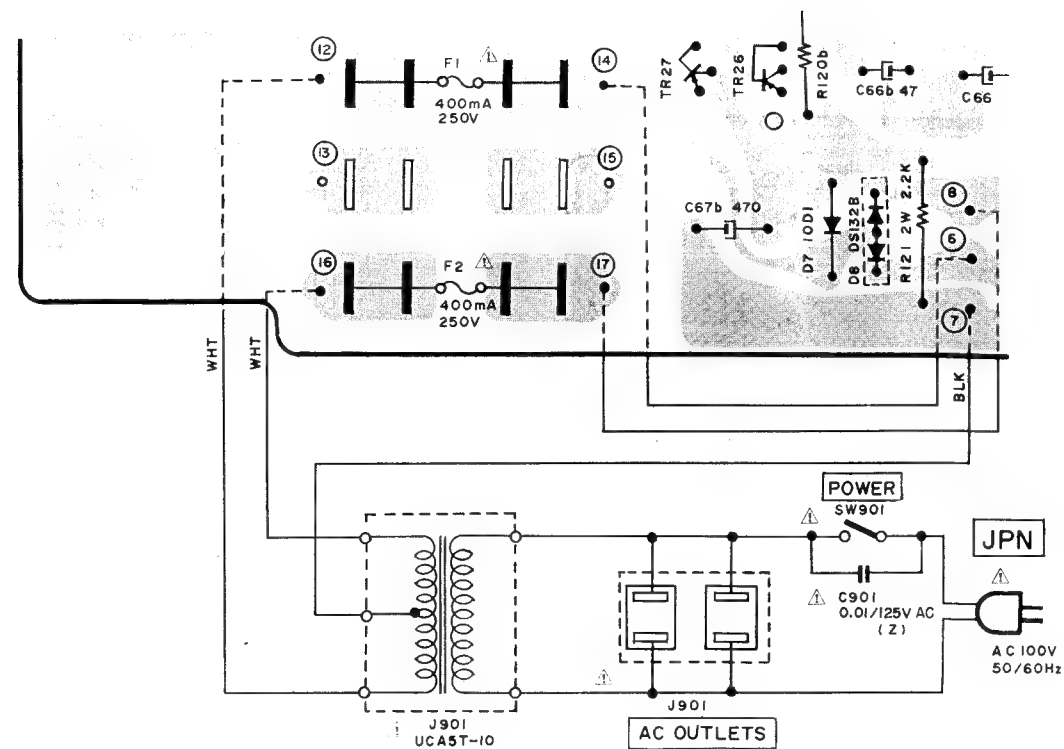 12
F1
400mA
250V
14
TR27
TR26
R120b
C66b 47
C66
13
15
C67b 470
D7 10D1
D8 DS132B
R121 2W 2.2K
8
6
7
16
F2
400mA
250V
17
WHT
WHT
BLK
POWER
SW901
JPN
C901
0.01/125V AC
(Z)
AC100V
50/60Hz
J901
UCA5T-10
J901
AC OUTLETS